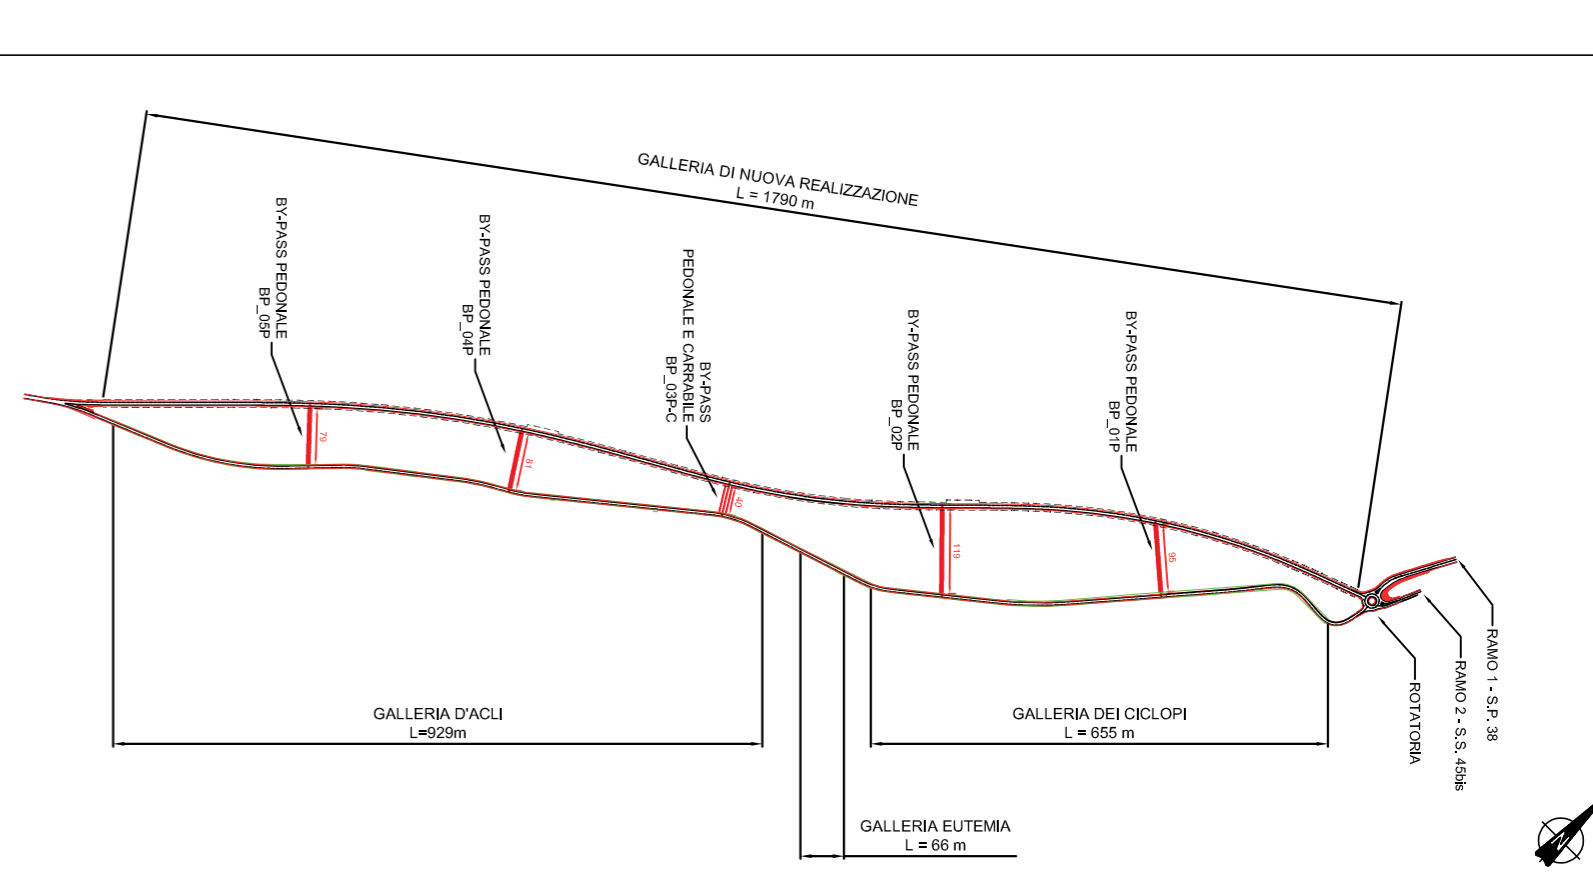 GALLERIA DI NUOVA REALIZZAZIONE
L = 1790 m
BY-PASS PEDONALE
BP_05P
BY-PASS PEDONALE
BP_04P
BY-PASS
PEDONALE E CARRABILE
BP_03P-C
BY-PASS PEDONALE
BP_02P
BY-PASS PEDONALE
BP_01P
79
81
40
119
95
RAMO 1 - S.P. 38
RAMO 2 - S.S. 45bis
ROTATORIA
GALLERIA D'ACLI
L=929m
GALLERIA DEI CICLOPI
L = 655 m
GALLERIA EUTEMIA
L = 66 m
N